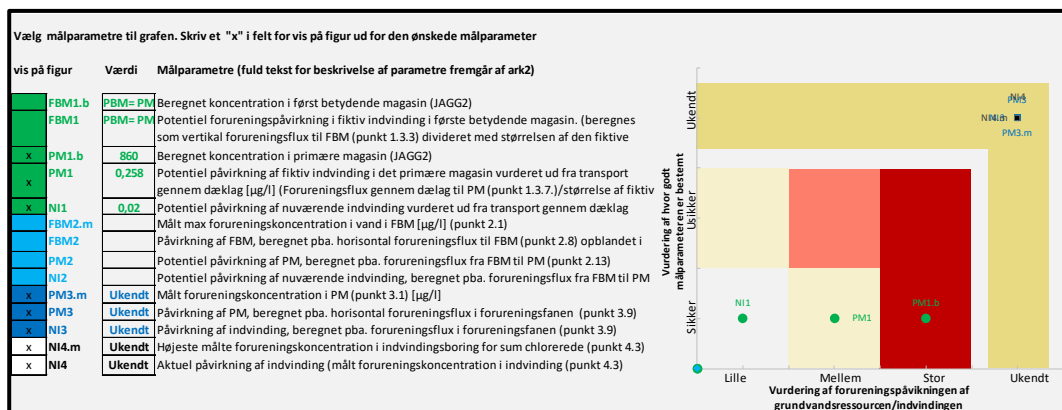 Vælg målparametre til grafen. Skriv et "x" i felt for vis på figur ud for den ønskede målparameter
vis på figur Værdi Målparametre (fuld tekst for beskrivelse af parametre fremgår af ark2)
FBM1.b PBM= PM Beregnet koncentration i først betydende magasin (JAGG2)
FBM1 PBM= PM Potentiel forureningspåvirkning i fiktiv indvinding i første betydende magasin. (beregnes
som vertikal forureningsflux til FBM (punkt 1.3.3) divideret med størrelsen af den fiktive
x PM1.b 860 Beregnet koncentration i primære magasin (JAGG2)
x PM1 0,258 Potentiel påvirkning af fiktiv indvinding i det primære magasin vurderet ud fra transport
gennem dæklag [µg/l] (Forureningsflux gennem dælag til PM (punkt 1.3.7.)/størrelse af fiktiv
x NI1 0,02 Potentiel påvirkning af nuværende indvinding vurderet ud fra transport gennem dæklag
FBM2.m Målt max forureningskoncentration i vand i FBM [µg/l] (punkt 2.1)
FBM2 Påvirkning af FBM, beregnet pba. horisontal forureningsflux til FBM (punkt 2.8) opblandet i
PM2 Potentiel påvirkning af PM, beregnet pba. forureningsflux fra FBM til PM (punkt 2.13)
NI2 Potentiel påvirkning af nuværende indvinding, beregnet pba. forureningsflux fra FBM til PM
x PM3.m Ukendt Målt forureningskoncentration i PM (punkt 3.1) [µg/l]
x PM3 Ukendt Påvirkning af PM, beregnet pba. horisontal forureningsflux i forureningsfanen (punkt 3.9)
x NI3 Ukendt Påvirkning af indvinding, beregnet pba. forureningsflux i forureningsfanen (punkt 3.9)
x NI4.m Ukendt Højeste målte forureningskoncentration i indvindingsboring for sum chlorerede (punkt 4.3)
x NI4 Ukendt Aktuel påvirkning af indvinding (målt forureningskoncentration i indvinding (punkt 4.3)
Vurdering af hvor godt
målparameteren er bestemt
Ukendt
Usikker
Sikker
NI4
PM3
NI4.m
NI3
PM3.m
NI1
PM1
PM1.b
Lille Mellem Stor Ukendt
Vurdering af forureningspåvikningen af
grundvandsressourcen/indvindingen